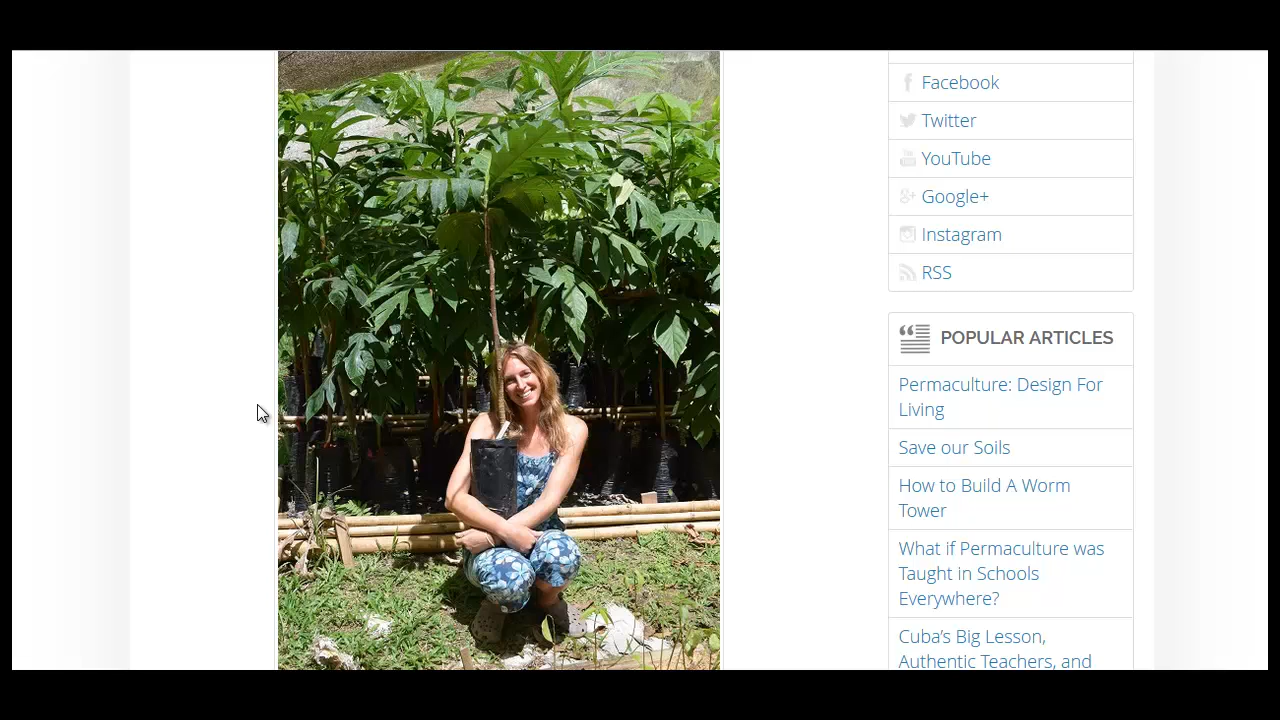 Facebook
Twitter
YouTube
Google+
Instagram
RSS
POPULAR ARTICLES
Permaculture: Design For
Living
Save our Soils
How to Build A Worm
Tower
What if Permaculture was
Taught in Schools
Everywhere?
Cuba’s Big Lesson,
Authentic Teachers, and